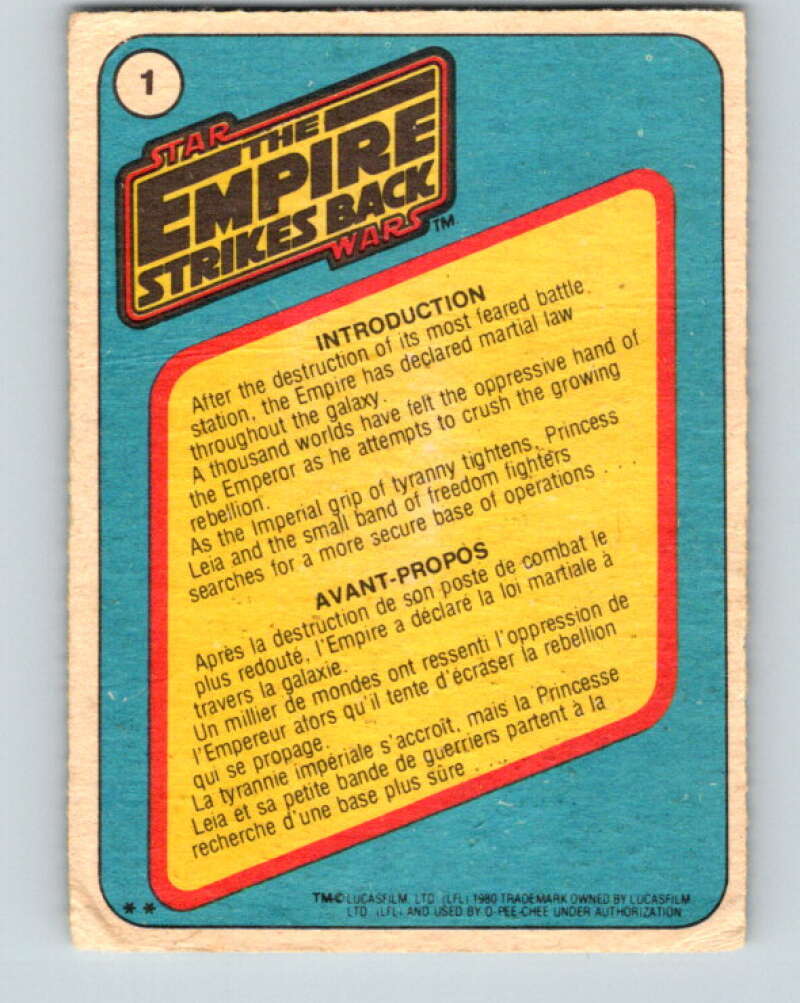 1
STAR
THE
EMPIRE
STRIKES BACK
WARS TM
INTRODUCTION
After the destruction of its most feared battle
station, the Empire has declared martial law
throughout the galaxy.
A thousand worlds have felt the oppressive hand of
the Emperor as he attempts to crush the growing
rebellion.
As the Imperial grip of tyranny tightens, Princess
Leia and the small band of freedom fighters
searches for a more secure base of operations . . .
AVANT-PROPOS
Après la destruction de son poste de combat le
plus redouté, l'Empire a déclaré la loi martiale à
travers la galaxie.
Un millier de mondes ont ressenti l'oppression de
l'Empereur alors qu'il tente d'écraser la rebellion
qui se propage.
La tyrannie impériale s'accroît, mais la Princesse
Leia et sa petite bande de guerriers partent à la
recherche d'une base plus sûre . . . .
* *
TM© LUCASFILM, LTD. (LFL) 1980 TRADEMARK OWNED BY LUCASFILM
LTD. (LFL) AND USED BY O-PEE-CHEE UNDER AUTHORIZATION.